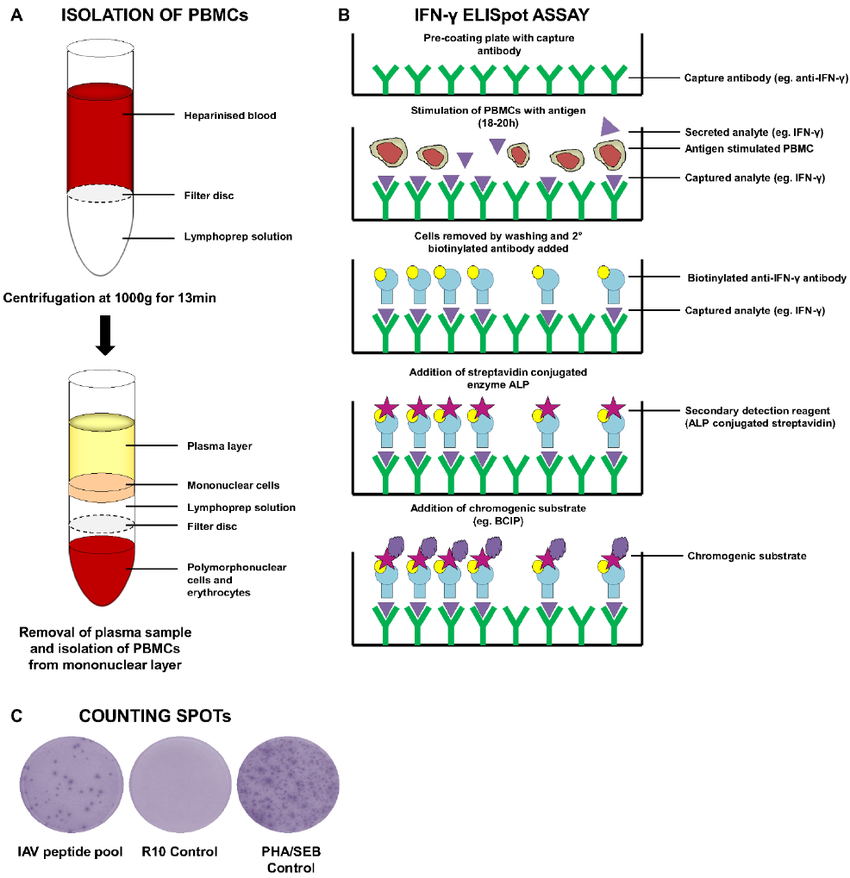 A ISOLATION OF PBMCs
Heparinised blood
Filter disc
Lymphoprep solution
Centrifugation at 1000g for 13min
Plasma layer
Mononuclear cells
Lymphoprep solution
Filter disc
Polymorphonuclear
cells and
erythrocytes
Removal of plasma sample
and isolation of PBMCs
from mononuclear layer
B IFN-γ ELISpot ASSAY
Pre-coating plate with capture
antibody
Capture antibody (eg. anti-IFN-γ)
Stimulation of PBMCs with antigen
(18-20h)
Secreted analyte (eg. IFN-γ)
Antigen stimulated PBMC
Captured analyte (eg. IFN-γ)
Cells removed by washing and 2°
biotinylated antibody added
Biotinylated anti-IFN-γ antibody
Captured analyte (eg. IFN-γ)
Addition of streptavidin conjugated
enzyme ALP
Secondary detection reagent
(ALP conjugated streptavidin)
Addition of chromogenic substrate
(eg. BCIP)
Chromogenic substrate
C COUNTING SPOTs
IAV peptide pool
R10 Control
PHA/SEB
Control